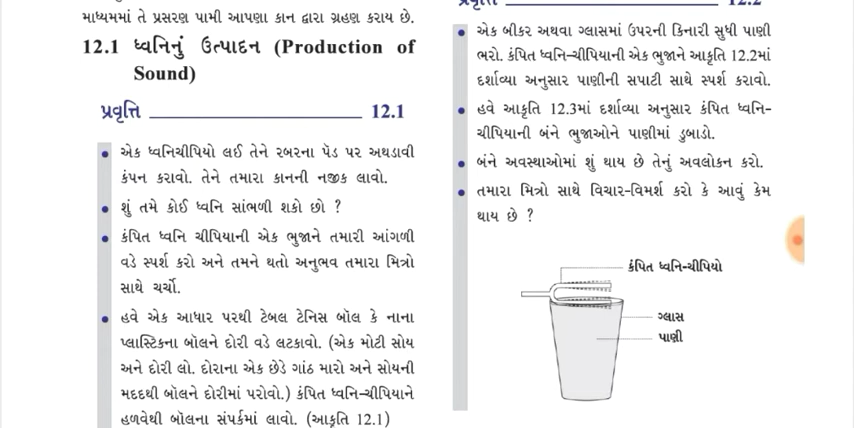 માધ્યમમાં તે પ્રસરણ પામી આપણા કાન દ્વારા ગ્રહણ કરાય છે.
12.1 ધ્વનિનું ઉત્પાદન (Production of
Sound)
પ્રવૃત્તિ 12.1
• એક ધ્વનિચીપિયો લઈ તેને રબરના પૅડ પર અથડાવી
કંપન કરાવો. તેને તમારા કાનની નજીક લાવો.
• શું તમે કોઈ ધ્વનિ સાંભળી શકો છો ?
• કંપિત ધ્વનિ ચીપિયાની એક ભુજાને તમારી આંગળી
વડે સ્પર્શ કરો અને તમને થતો અનુભવ તમારા મિત્રો
સાથે ચર્ચો.
• હવે એક આધાર પરથી ટેબલ ટેનિસ બૉલ કે નાના
પ્લાસ્ટિકના બૉલને દોરી વડે લટકાવો. (એક મોટી સોય
અને દોરી લો. દોરાના એક છેડે ગાંઠ મારો અને સોયની
મદદથી બૉલને દોરીમાં પરોવો.) કંપિત ધ્વનિ-ચીપિયાને
હળવેથી બૉલના સંપર્કમાં લાવો. (આકૃતિ 12.1)
પ્રવૃત્તિ 12.2
• એક બીકર અથવા ગ્લાસમાં ઉપરની કિનારી સુધી પાણી
ભરો. કંપિત ધ્વનિ-ચીપિયાની એક ભુજાને આકૃતિ 12.2માં
દર્શાવ્યા અનુસાર પાણીની સપાટી સાથે સ્પર્શ કરાવો.
• હવે આકૃતિ 12.3માં દર્શાવ્યા અનુસાર કંપિત ધ્વનિ-
ચીપિયાની બંને ભુજાઓને પાણીમાં ડુબાડો.
• બંને અવસ્થાઓમાં શું થાય છે તેનું અવલોકન કરો.
• તમારા મિત્રો સાથે વિચાર-વિમર્શ કરો કે આવું કેમ
થાય છે ?
કંપિત ધ્વનિ-ચીપિયો
ગ્લાસ
પાણી